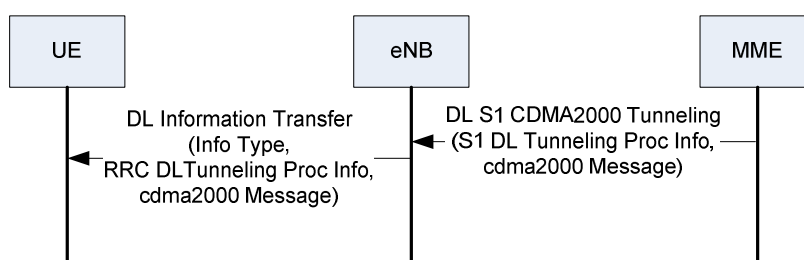 UE
eNB
MME
DL Information Transfer
(Info Type,
RRC DLTunneling Proc Info,
cdma2000 Message)
DL S1 CDMA2000 Tunneling
(S1 DL Tunneling Proc Info,
cdma2000 Message)